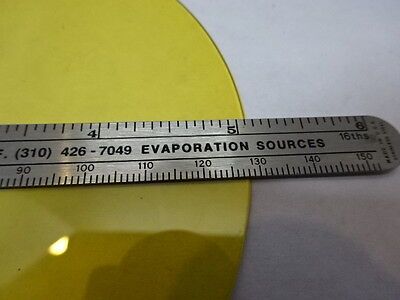 4 5 6
16ths
F. (310) 426-7049 EVAPORATION SOURCES
90 100 110 120 130 140 150